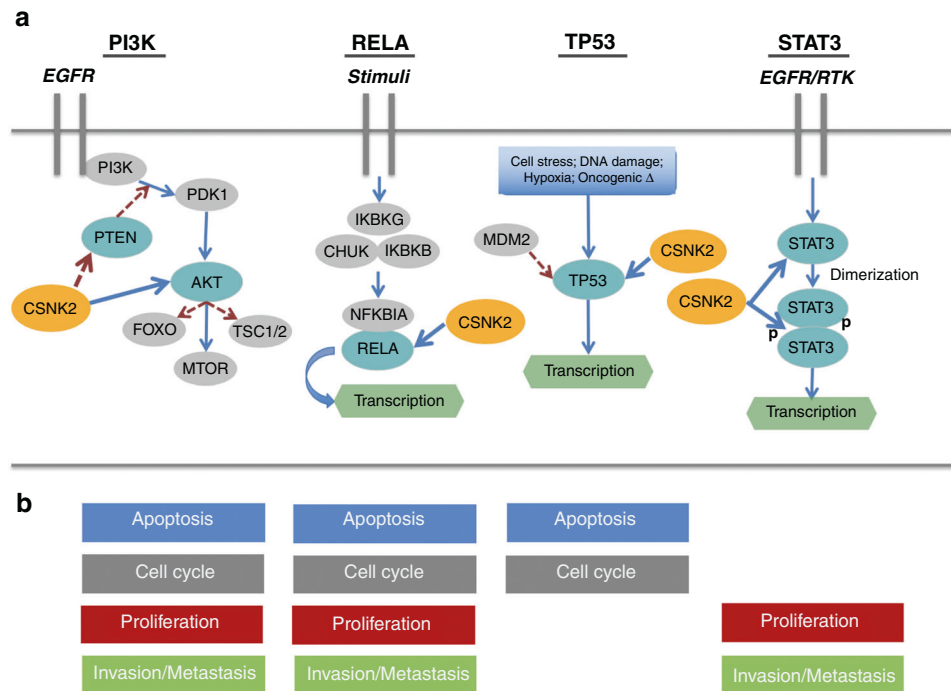 a
PI3K
EGFR
PI3K
PDK1
PTEN
CSNK2
AKT
FOXO
TSC1/2
MTOR
RELA
Stimuli
IKBKG
CHUK
IKBKB
NFKBIA
CSNK2
RELA
Transcription
TP53
Cell stress; DNA damage;
Hypoxia; Oncogenic Δ
MDM2
CSNK2
TP53
Transcription
STAT3
EGFR/RTK
STAT3
Dimerization
CSNK2
STAT3
p
p
STAT3
Transcription
b
Apoptosis
Apoptosis
Apoptosis
Cell cycle
Cell cycle
Cell cycle
Proliferation
Proliferation
Proliferation
Invasion/Metastasis
Invasion/Metastasis
Invasion/Metastasis